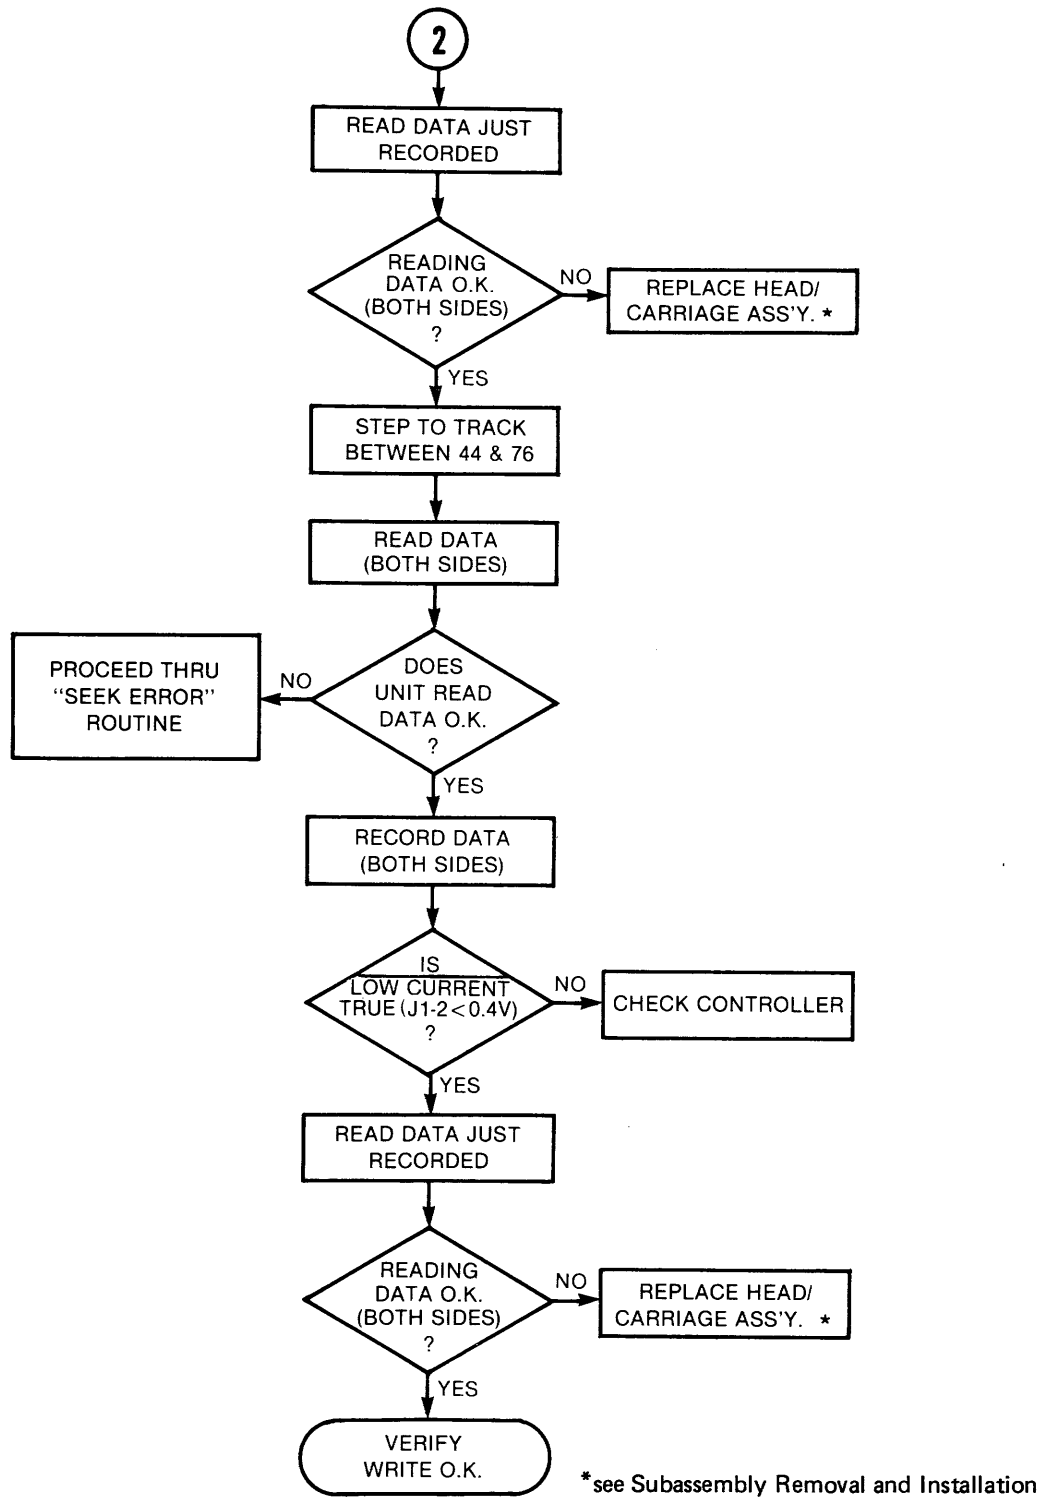 2
READ DATA JUST
RECORDED
READING
DATA O.K.
(BOTH SIDES)
?
NO
REPLACE HEAD/
CARRIAGE ASS'Y. *
YES
STEP TO TRACK
BETWEEN 44 & 76
READ DATA
(BOTH SIDES)
DOES
UNIT READ
DATA O.K.
?
NO
PROCEED THRU
"SEEK ERROR"
ROUTINE
YES
RECORD DATA
(BOTH SIDES)
IS
LOW CURRENT
TRUE (J1-2<0.4V)
?
NO
CHECK CONTROLLER
YES
READ DATA JUST
RECORDED
READING
DATA O.K.
(BOTH SIDES)
?
NO
REPLACE HEAD/
CARRIAGE ASS'Y. *
YES
VERIFY
WRITE O.K.
*see Subassembly Removal and Installation